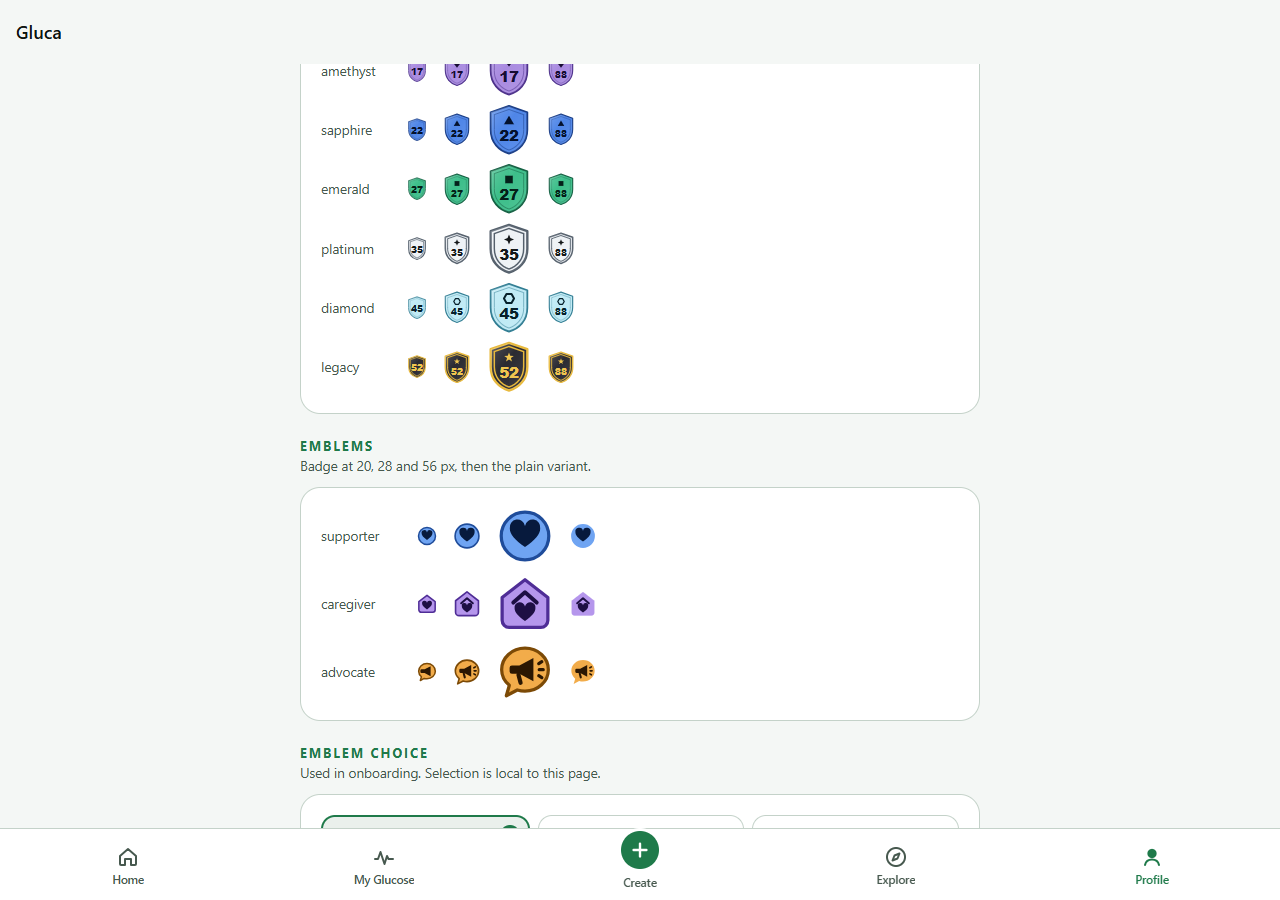 Gluca
amethyst 17 17 17 88
sapphire 22 22 22 88
emerald 27 27 27 88
platinum 35 35 35 88
diamond 45 45 45 88
legacy 52 52 52 88
EMBLEMS
Badge at 20, 28 and 56 px, then the plain variant.
supporter
caregiver
advocate
EMBLEM CHOICE
Used in onboarding. Selection is local to this page.
Home My Glucose Create Explore Profile